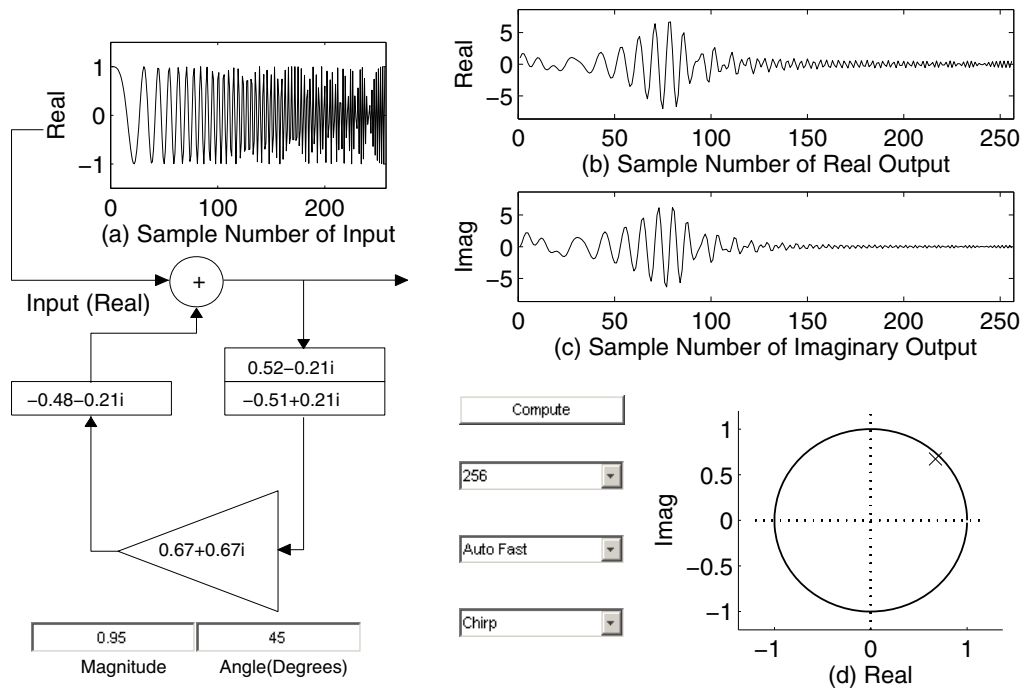 Real
1
0
−1
0
100
200
(a) Sample Number of Input
Input (Real)
+
0.52−0.21i
−0.51+0.21i
−0.48−0.21i
0.67+0.67i
0.95
45
Magnitude
Angle(Degrees)
Real
5
0
−5
0
50
100
150
200
250
(b) Sample Number of Real Output
Imag
5
0
−5
0
50
100
150
200
250
(c) Sample Number of Imaginary Output
Compute
256
Auto Fast
Chirp
Imag
1
0.5
0
−0.5
−1
−1
0
1
(d) Real